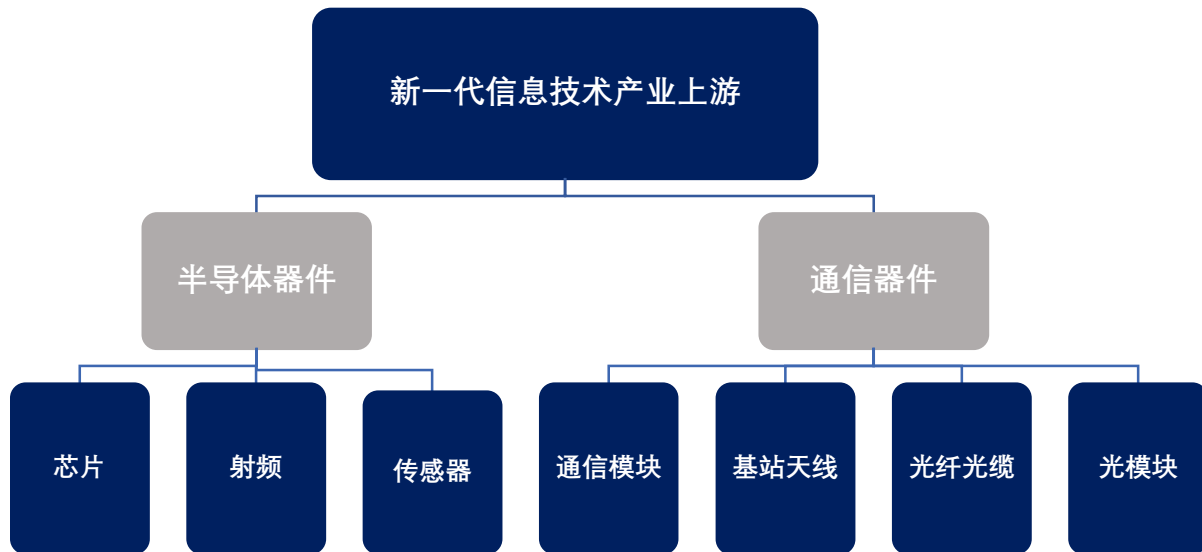 新一代信息技术产业上游
半导体器件
通信器件
芯片
射频
传感器
通信模块
基站天线
光纤光缆
光模块